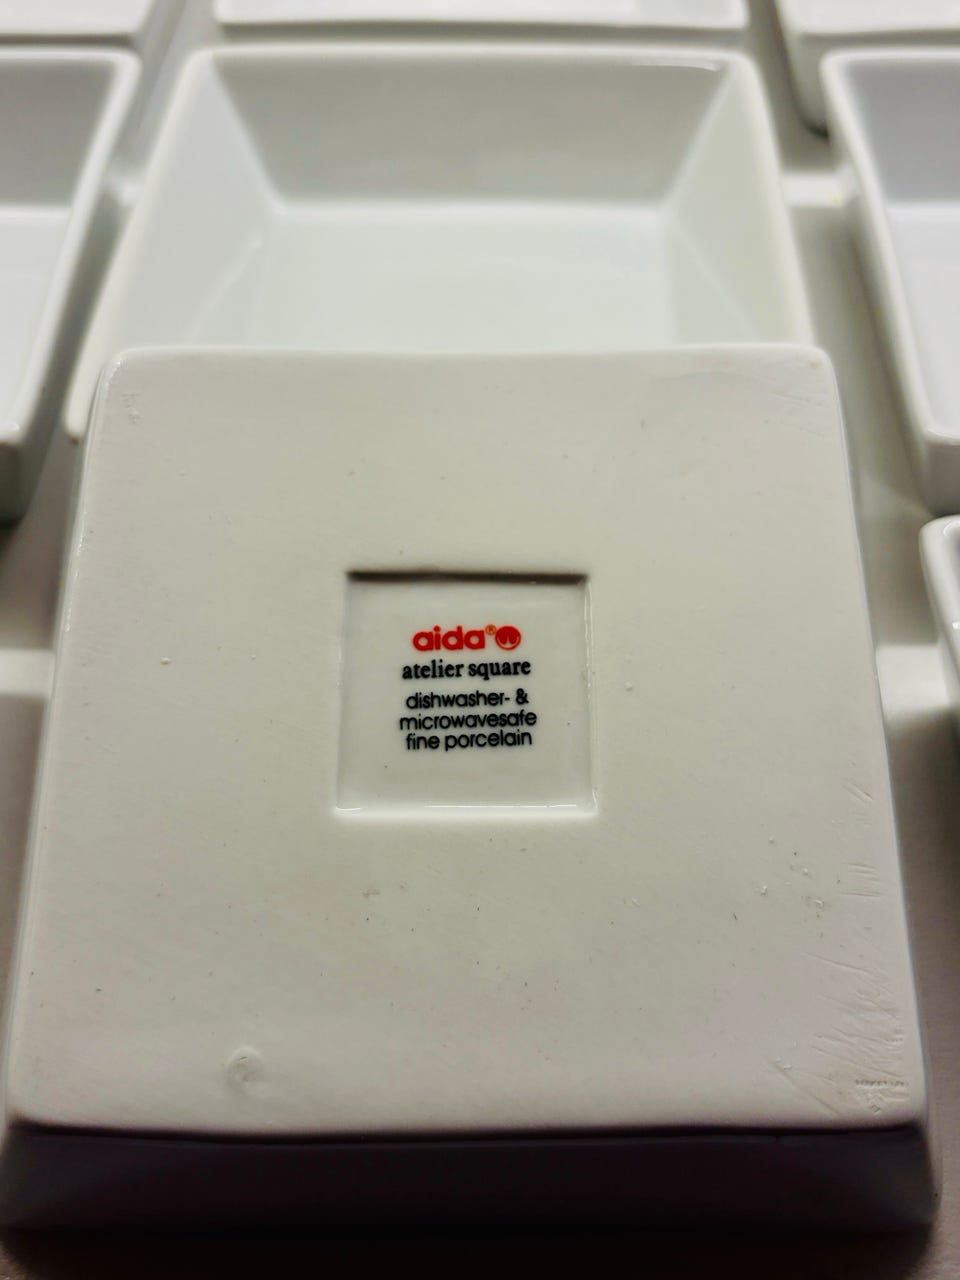 aida®
atelier square
dishwasher- &
microwavesafe
fine porcelain